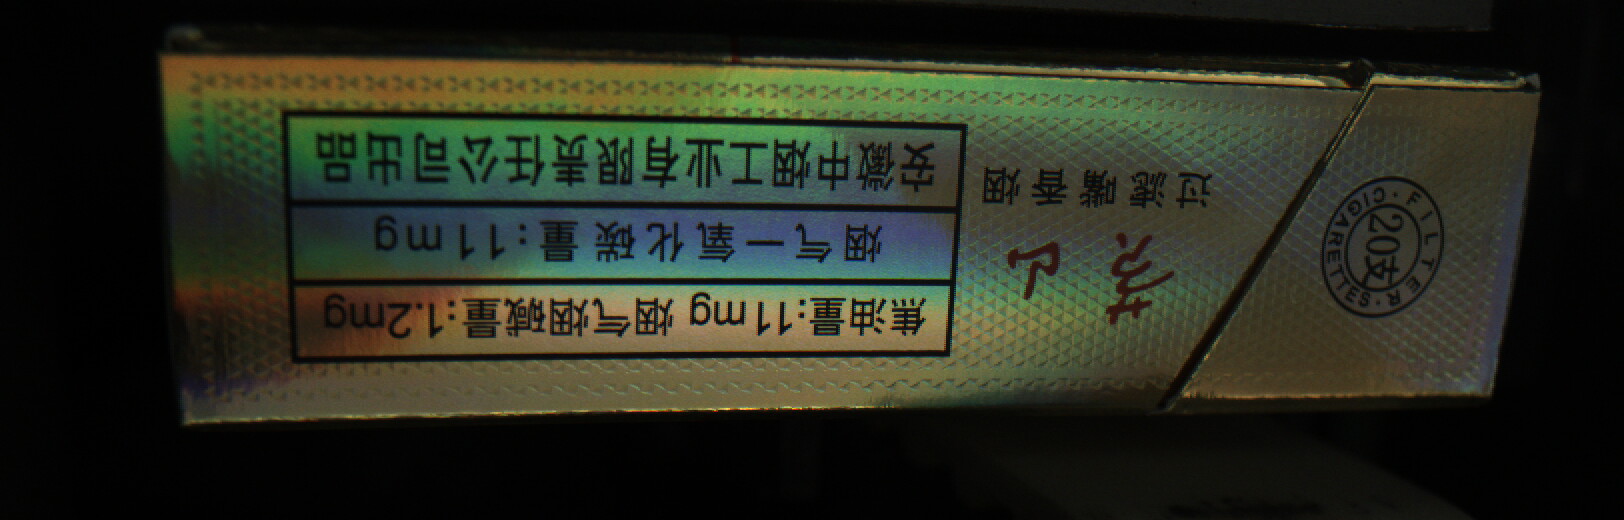 FILTER · CIGARETTES ·
20支
黄山
过滤嘴香烟
焦油量:11mg 烟气烟碱量:1.2mg
烟气一氧化碳量:11mg
安徽中烟工业有限责任公司出品